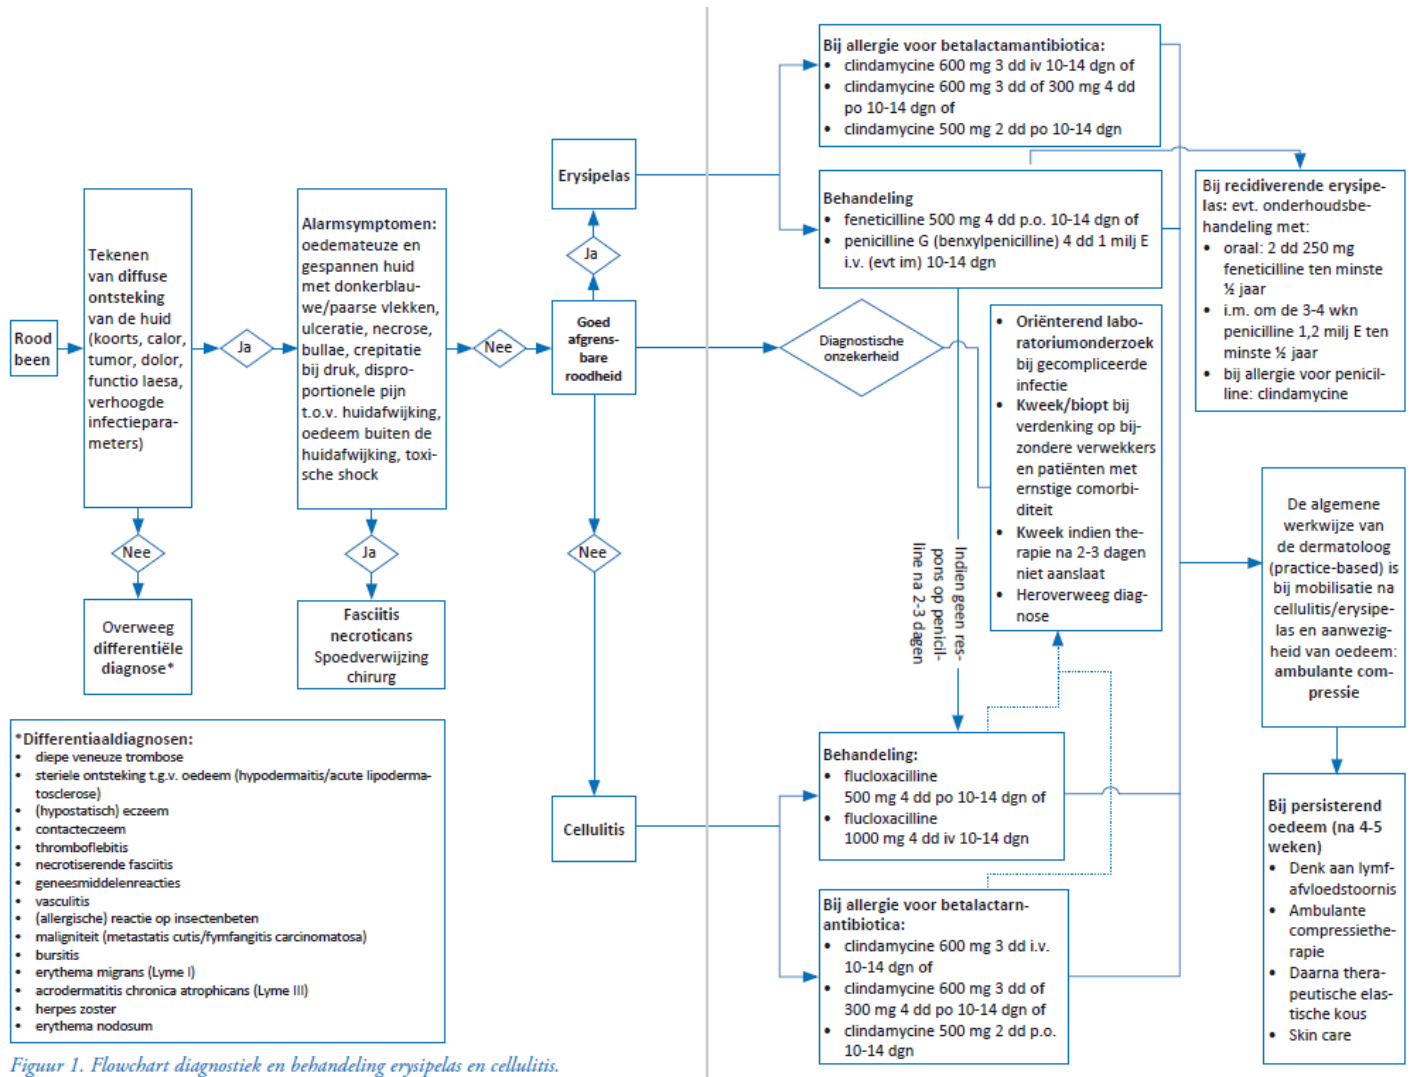 Rood
been
Tekenen
van diffuse
ontsteking
van de huid
(koorts, calor,
tumor, dolor,
functio laesa,
verhoogde
infectiepara-
meters)
Ja
Nee
Overweeg
differentiële
diagnose*
Alarmsymptomen:
oedemateuze en
gespannen huid
met donkerblau-
we/paarse vlekken,
ulceratie, necrose,
bullae, crepitatie
bij druk, dispro-
portionele pijn
t.o.v. huidafwijking,
oedeem buiten de
huidafwijking, toxi-
sche shock
Ja
Fasciitis
necroticans
Spoedverwijzing
chirurg
Nee
Goed
afgrens-
bare
roodheid
Ja
Erysipelas
Nee
Cellulitis
Bij allergie voor betalactamantibiotica:
• clindamycine 600 mg 3 dd iv 10-14 dgn of
• clindamycine 600 mg 3 dd of 300 mg 4 dd
po 10-14 dgn of
• clindamycine 500 mg 2 dd po 10-14 dgn
Behandeling
• feneticilline 500 mg 4 dd p.o. 10-14 dgn of
• penicilline G (benxylpenicilline) 4 dd 1 milj E
i.v. (evt im) 10-14 dgn
Bij recidiverende erysipe-
las: evt. onderhoudsbe-
handeling met:
• oraal: 2 dd 250 mg
feneticilline ten minste
½ jaar
• i.m. om de 3-4 wkn
penicilline 1,2 milj E ten
minste ½ jaar
• bij allergie voor penicil-
line: clindamycine
Diagnostische
onzekerheid
• Oriënterend labo-
ratoriumonderzoek
bij gecompliceerde
infectie
• Kweek/biopt bij
verdenking op bij-
zondere verwekkers
en patiënten met
ernstige comorbi-
diteit
• Kweek indien the-
rapie na 2-3 dagen
niet aanslaat
• Heroverweeg diag-
nose
Indien geen res-
pons op penicil-
line na 2-3 dagen
Behandeling:
• flucloxacilline
500 mg 4 dd po 10-14 dgn of
• flucloxacilline
1000 mg 4 dd iv 10-14 dgn
Bij allergie voor betalactarn-
antibiotica:
• clindamycine 600 mg 3 dd i.v.
10-14 dgn of
• clindamycine 600 mg 3 dd of
300 mg 4 dd po 10-14 dgn of
• clindamycine 500 mg 2 dd p.o.
10-14 dgn
De algemene
werkwijze van
de dermatoloog
(practice-based) is
bij mobilisatie na
cellulitis/erysipe-
las en aanwezig-
heid van oedeem:
ambulante com-
pressie
Bij persisterend
oedeem (na 4-5
weken)
• Denk aan lymf-
afvloedstoornis
• Ambulante
compressiethe-
rapie
• Daarna thera-
peutische elas-
tische kous
• Skin care
*Differentiaaldiagnosen:
• diepe veneuze trombose
• steriele ontsteking t.g.v. oedeem (hypodermaitis/acute lipoderma-
tosclerose)
• (hypostatisch) eczeem
• contacteczeem
• thromboflebitis
• necrotiserende fasciitis
• geneesmiddelenreacties
• vasculitis
• (allergische) reactie op insectenbeten
• maligniteit (metastatis cutis/fymfangitis carcinomatosa)
• bursitis
• erythema migrans (Lyme I)
• acrodermatitis chronica atrophicans (Lyme III)
• herpes zoster
• erythema nodosum
Figuur 1. Flowchart diagnostiek en behandeling erysipelas en cellulitis.